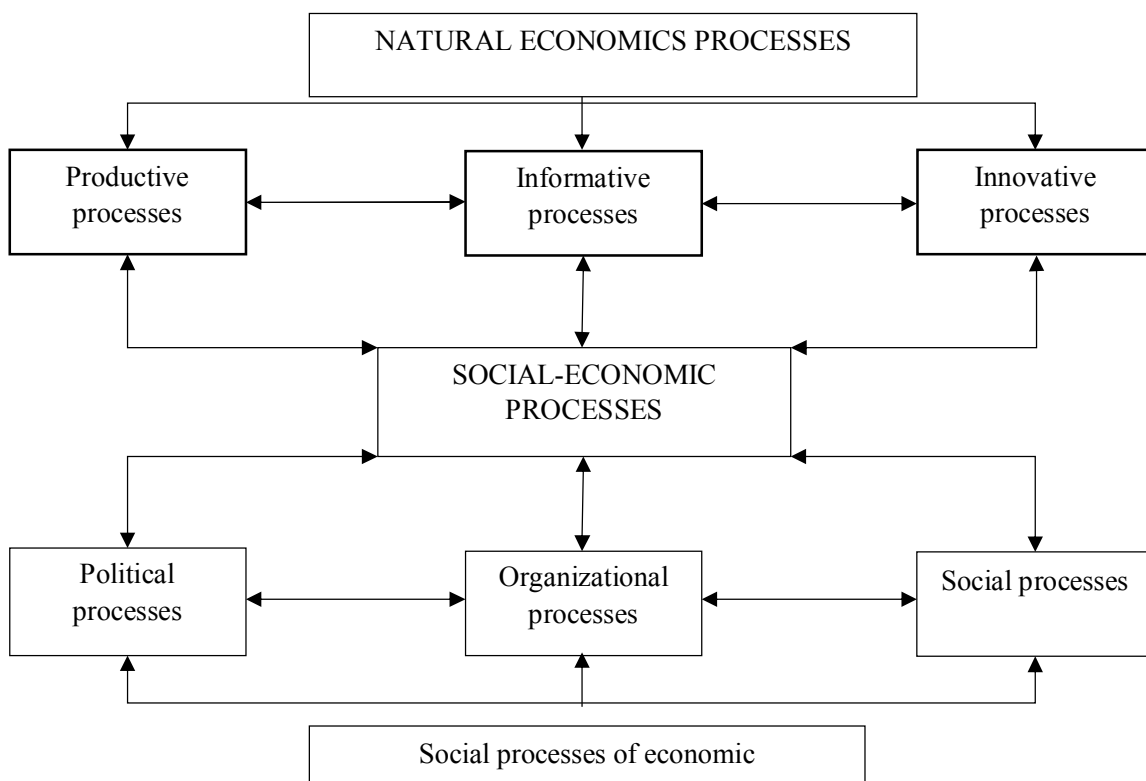 NATURAL ECONOMICS PROCESSES
Productive
processes
Informative
processes
Innovative
processes
SOCIAL-ECONOMIC
PROCESSES
Political
processes
Organizational
processes
Social processes
Social processes of economic